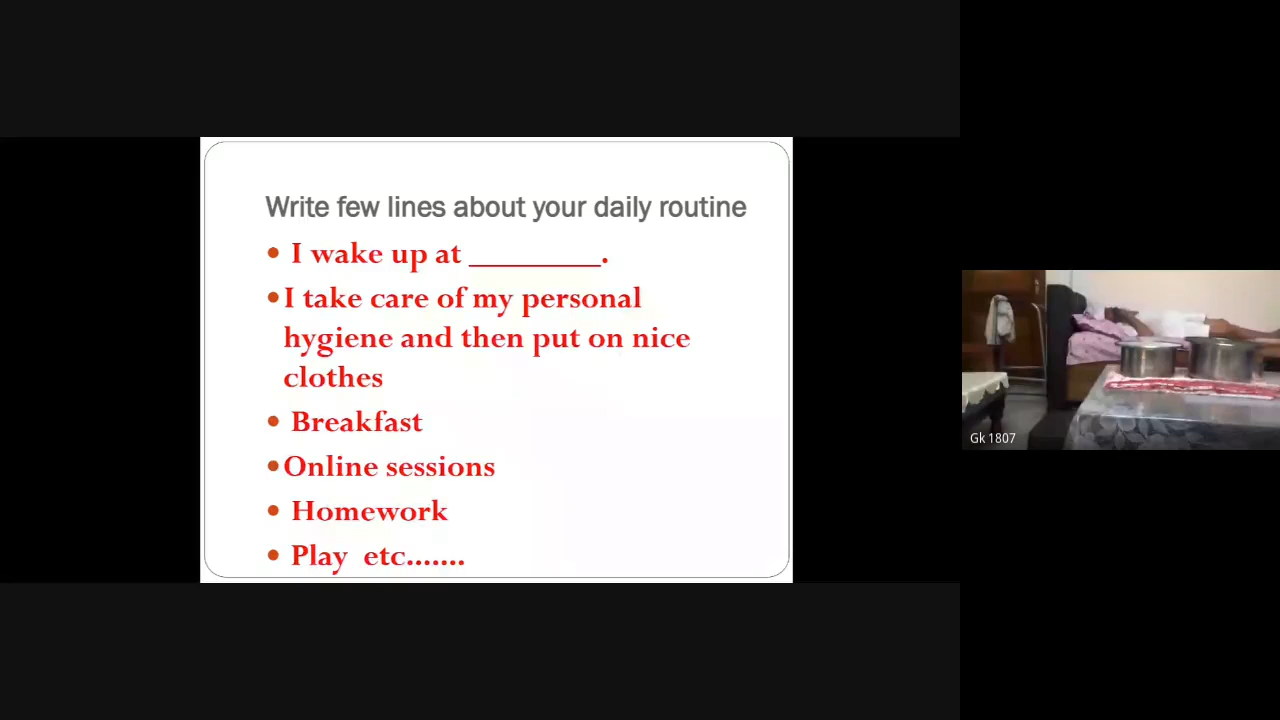 Write few lines about your daily routine
• I wake up at _________.
• I take care of my personal
hygiene and then put on nice
clothes
• Breakfast
• Online sessions
• Homework
• Play etc.......
Gk 1807